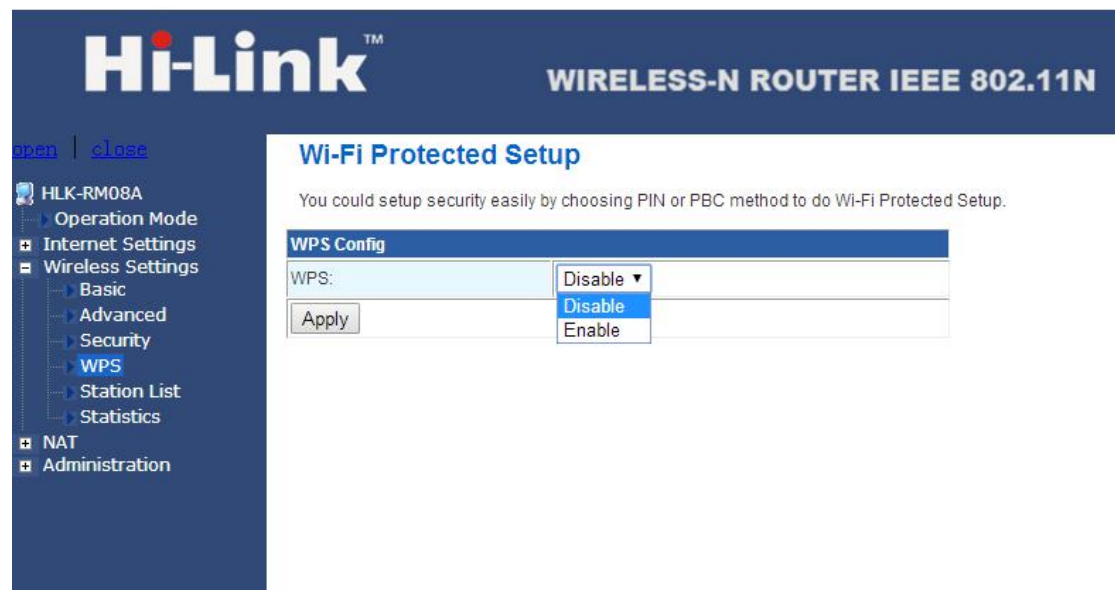 Hi-Link™
WIRELESS-N ROUTER IEEE 802.11N
open | close
HLK-RM08A
Operation Mode
Internet Settings
Wireless Settings
Basic
Advanced
Security
WPS
Station List
Statistics
NAT
Administration
Wi-Fi Protected Setup
You could setup security easily by choosing PIN or PBC method to do Wi-Fi Protected Setup.
WPS Config
WPS: Disable
Disable
Enable
Apply